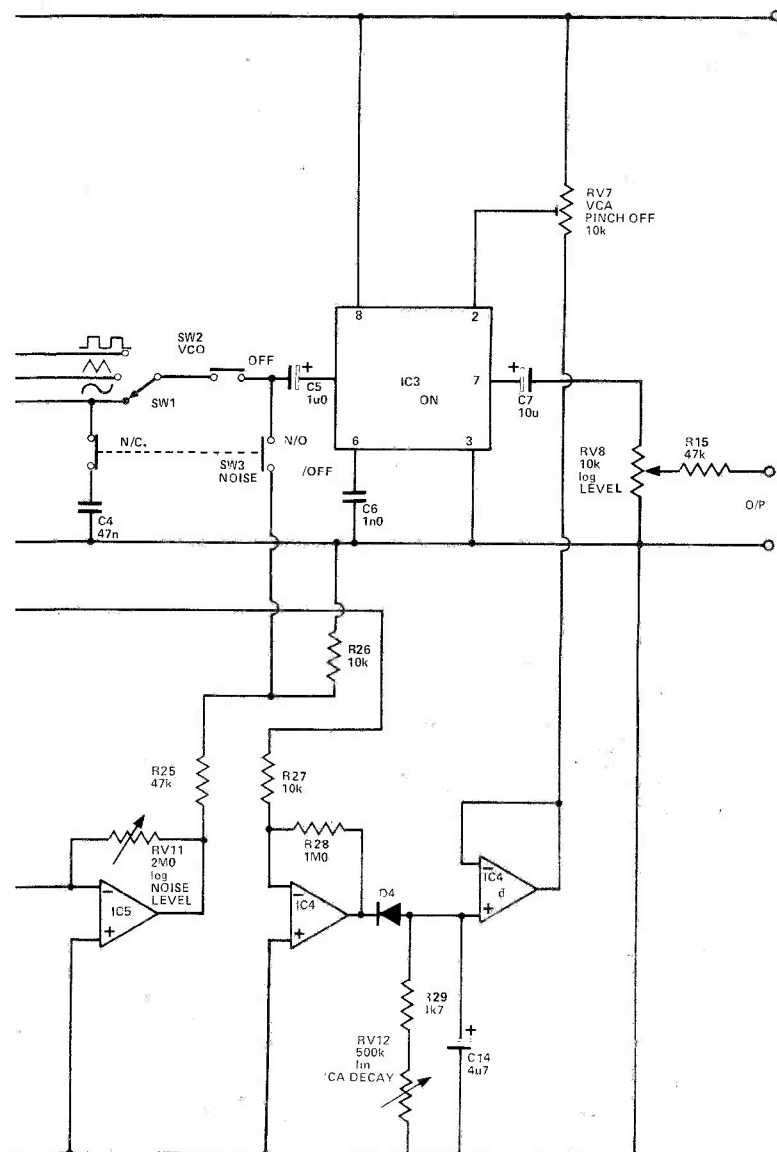 RV7
VCA
PINCH OFF
10k
8
2
SW2
VCO
OFF
SW1
+
C5
1u0
IC3
ON
7
+
C7
10u
N/C.
N/O
SW3
NOISE
/OFF
6
3
C6
1n0
RV8
10k
log
LEVEL
R15
47k
O/P
C4
47n
R26
10k
R25
47k
R27
10k
RV11
2M0
log
NOISE
LEVEL
R28
1M0
IC5
−
+
IC4
−
+
D4
IC4
d
−
+
RV12
500k
lin
CA DECAY
+
C14
4u7